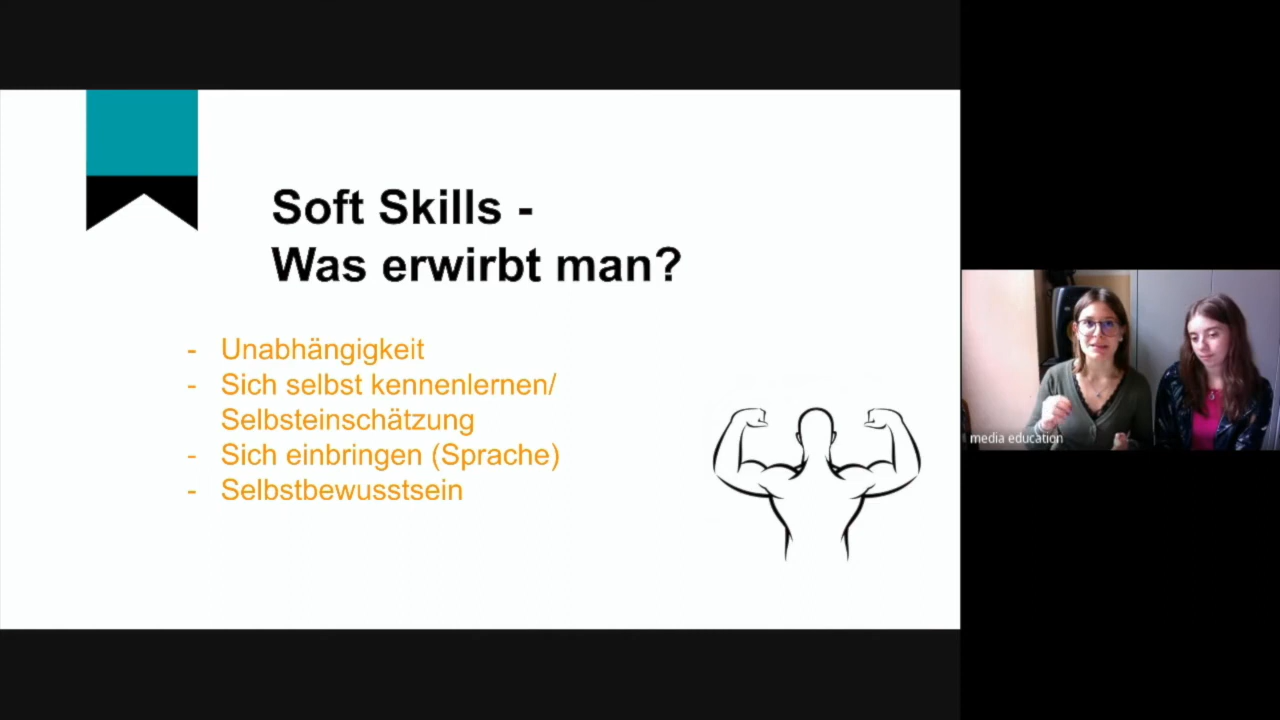 Soft Skills -
Was erwirbt man?
- Unabhängigkeit
- Sich selbst kennenlernen/
Selbsteinschätzung
- Sich einbringen (Sprache)
- Selbstbewusstsein
media education